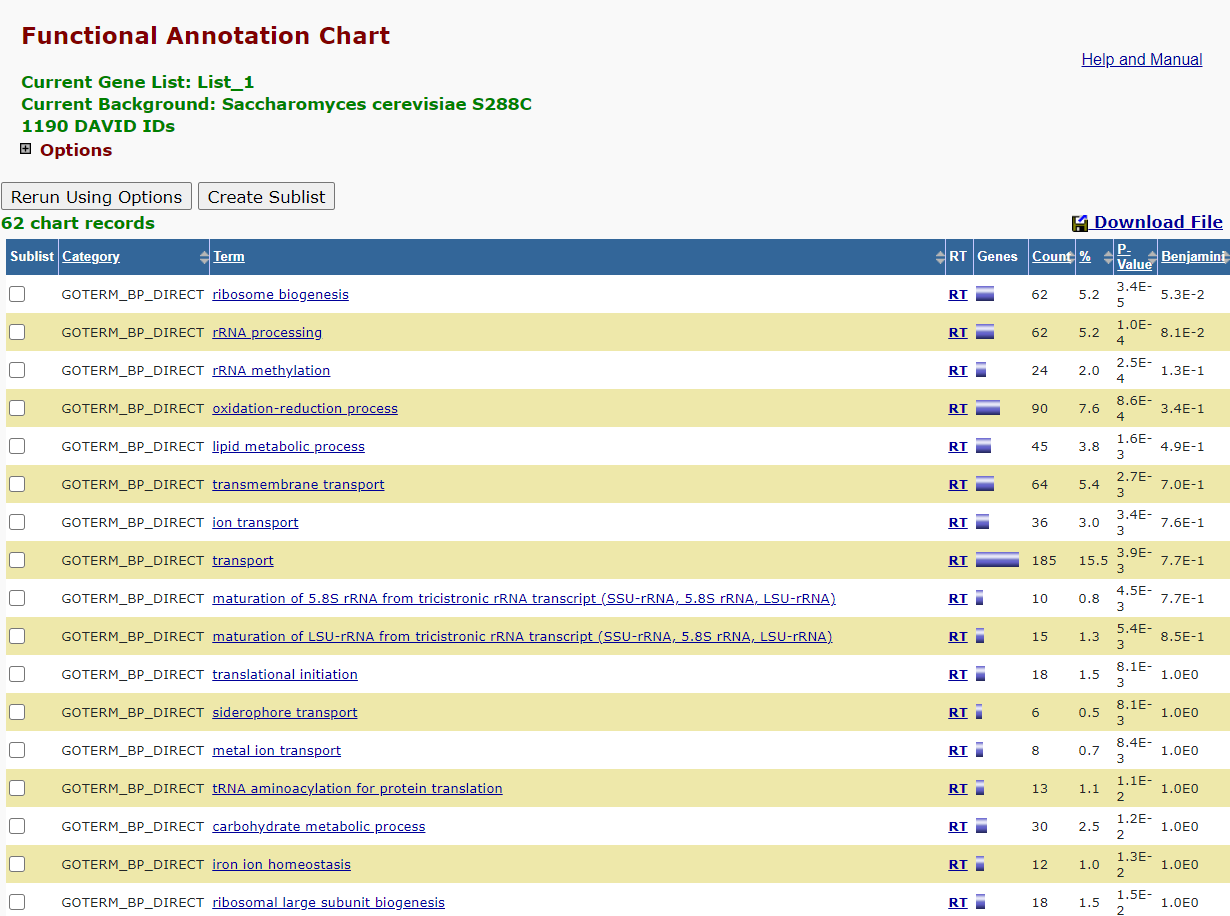 Functional Annotation Chart
Help and Manual
Current Gene List: List_1
Current Background: Saccharomyces cerevisiae S288C
1190 DAVID IDs
Options
Rerun Using Options Create Sublist
62 chart records
Download File
Sublist Category Term RT Genes Count % P-Value Benjamini
GOTERM_BP_DIRECT ribosome biogenesis RT 62 5.2 3.4E-5 5.3E-2
GOTERM_BP_DIRECT rRNA processing RT 62 5.2 1.0E-4 8.1E-2
GOTERM_BP_DIRECT rRNA methylation RT 24 2.0 2.5E-4 1.3E-1
GOTERM_BP_DIRECT oxidation-reduction process RT 90 7.6 8.6E-4 3.4E-1
GOTERM_BP_DIRECT lipid metabolic process RT 45 3.8 1.6E-3 4.9E-1
GOTERM_BP_DIRECT transmembrane transport RT 64 5.4 2.7E-3 7.0E-1
GOTERM_BP_DIRECT ion transport RT 36 3.0 3.4E-3 7.6E-1
GOTERM_BP_DIRECT transport RT 185 15.5 3.9E-3 7.7E-1
GOTERM_BP_DIRECT maturation of 5.8S rRNA from tricistronic rRNA transcript (SSU-rRNA, 5.8S rRNA, LSU-rRNA) RT 10 0.8 4.5E-3 7.7E-1
GOTERM_BP_DIRECT maturation of LSU-rRNA from tricistronic rRNA transcript (SSU-rRNA, 5.8S rRNA, LSU-rRNA) RT 15 1.3 5.4E-3 8.5E-1
GOTERM_BP_DIRECT translational initiation RT 18 1.5 8.1E-3 1.0E0
GOTERM_BP_DIRECT siderophore transport RT 6 0.5 8.1E-3 1.0E0
GOTERM_BP_DIRECT metal ion transport RT 8 0.7 8.4E-3 1.0E0
GOTERM_BP_DIRECT tRNA aminoacylation for protein translation RT 13 1.1 1.1E-2 1.0E0
GOTERM_BP_DIRECT carbohydrate metabolic process RT 30 2.5 1.2E-2 1.0E0
GOTERM_BP_DIRECT iron ion homeostasis RT 12 1.0 1.3E-2 1.0E0
GOTERM_BP_DIRECT ribosomal large subunit biogenesis RT 18 1.5 1.5E-2 1.0E0